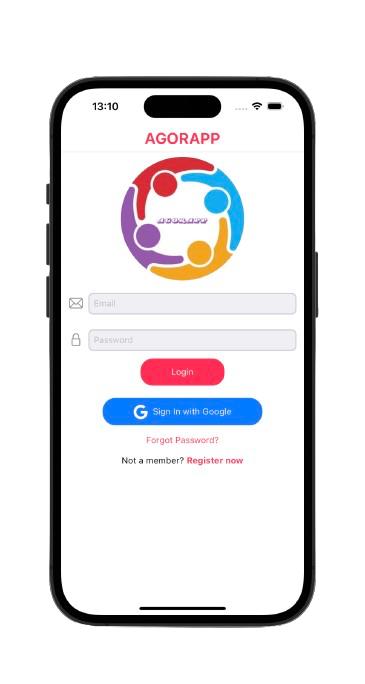 13:10
AGORAPP
AGORAPP
Email
Password
Login
Sign In with Google
Forgot Password?
Not a member? Register now